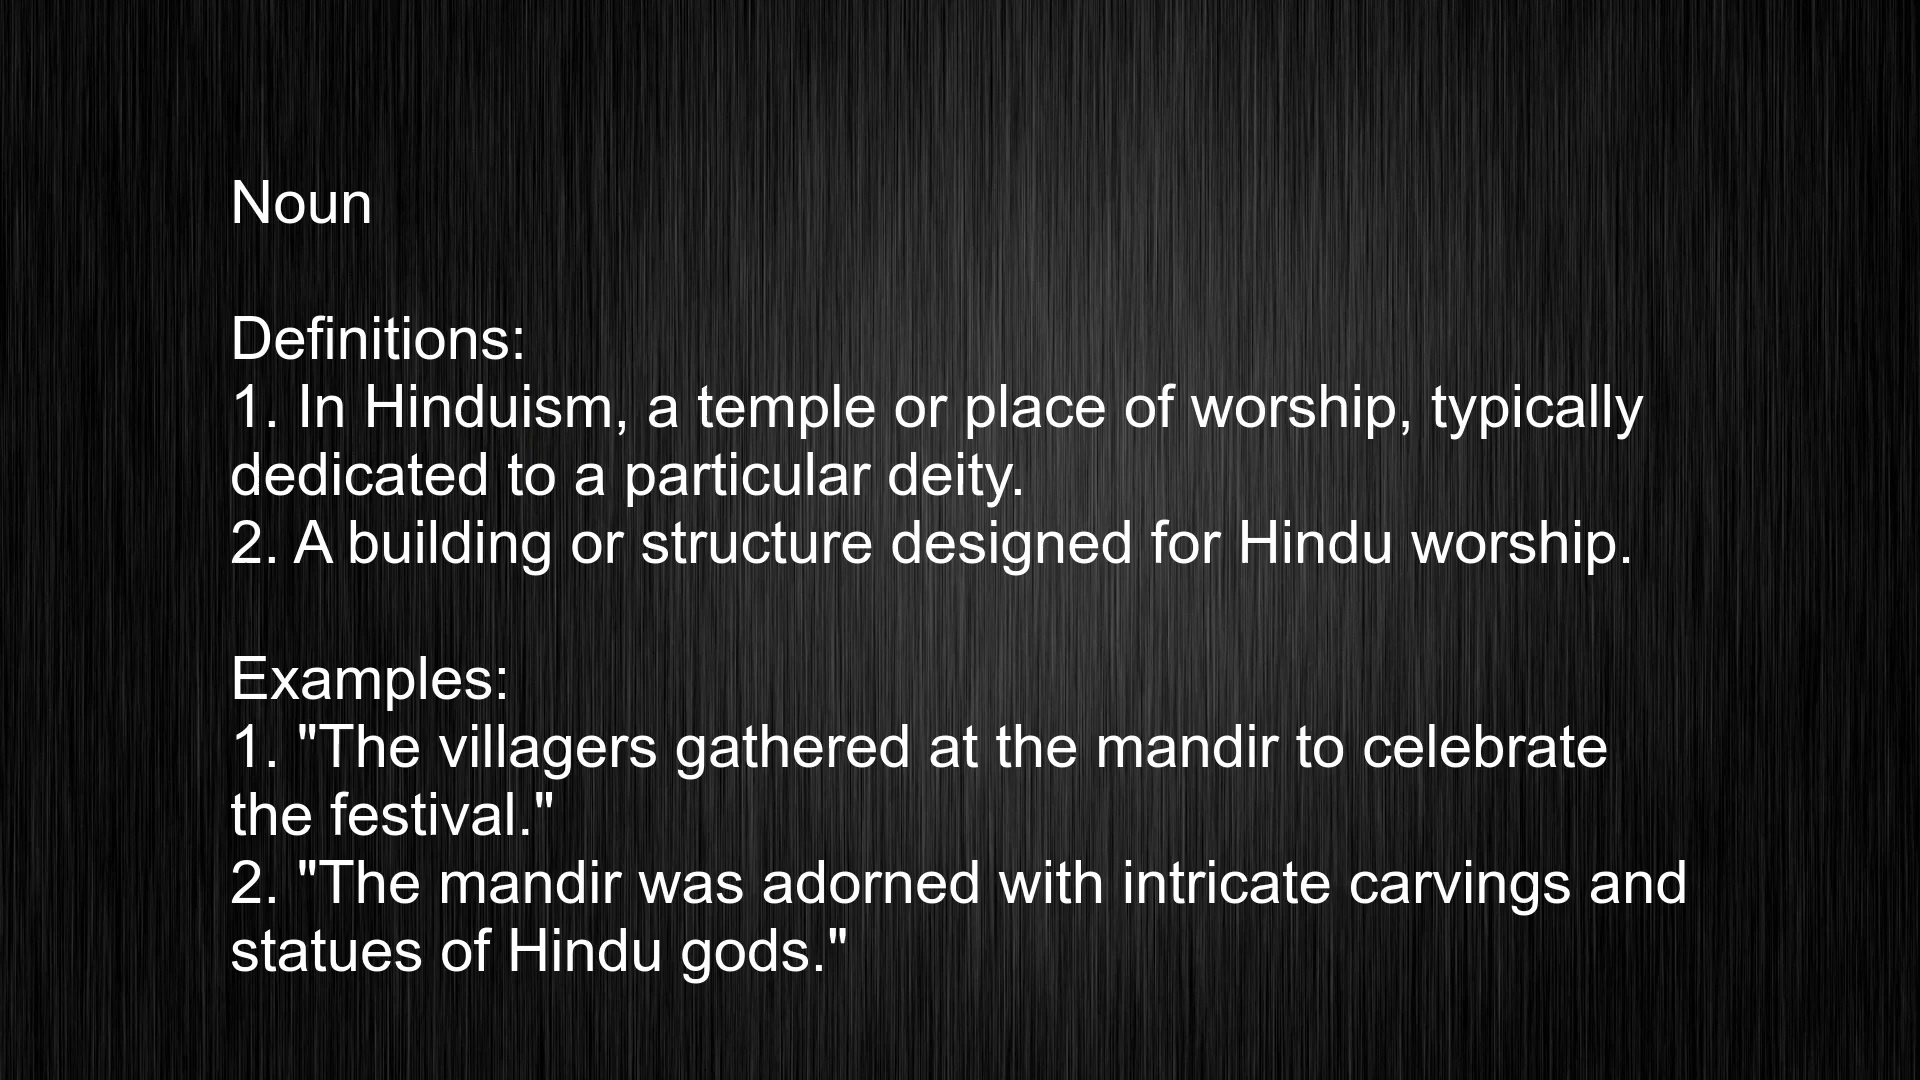 Noun
Definitions:
1. In Hinduism, a temple or place of worship, typically
dedicated to a particular deity.
2. A building or structure designed for Hindu worship.
Examples:
1. "The villagers gathered at the mandir to celebrate
the festival."
2. "The mandir was adorned with intricate carvings and
statues of Hindu gods."